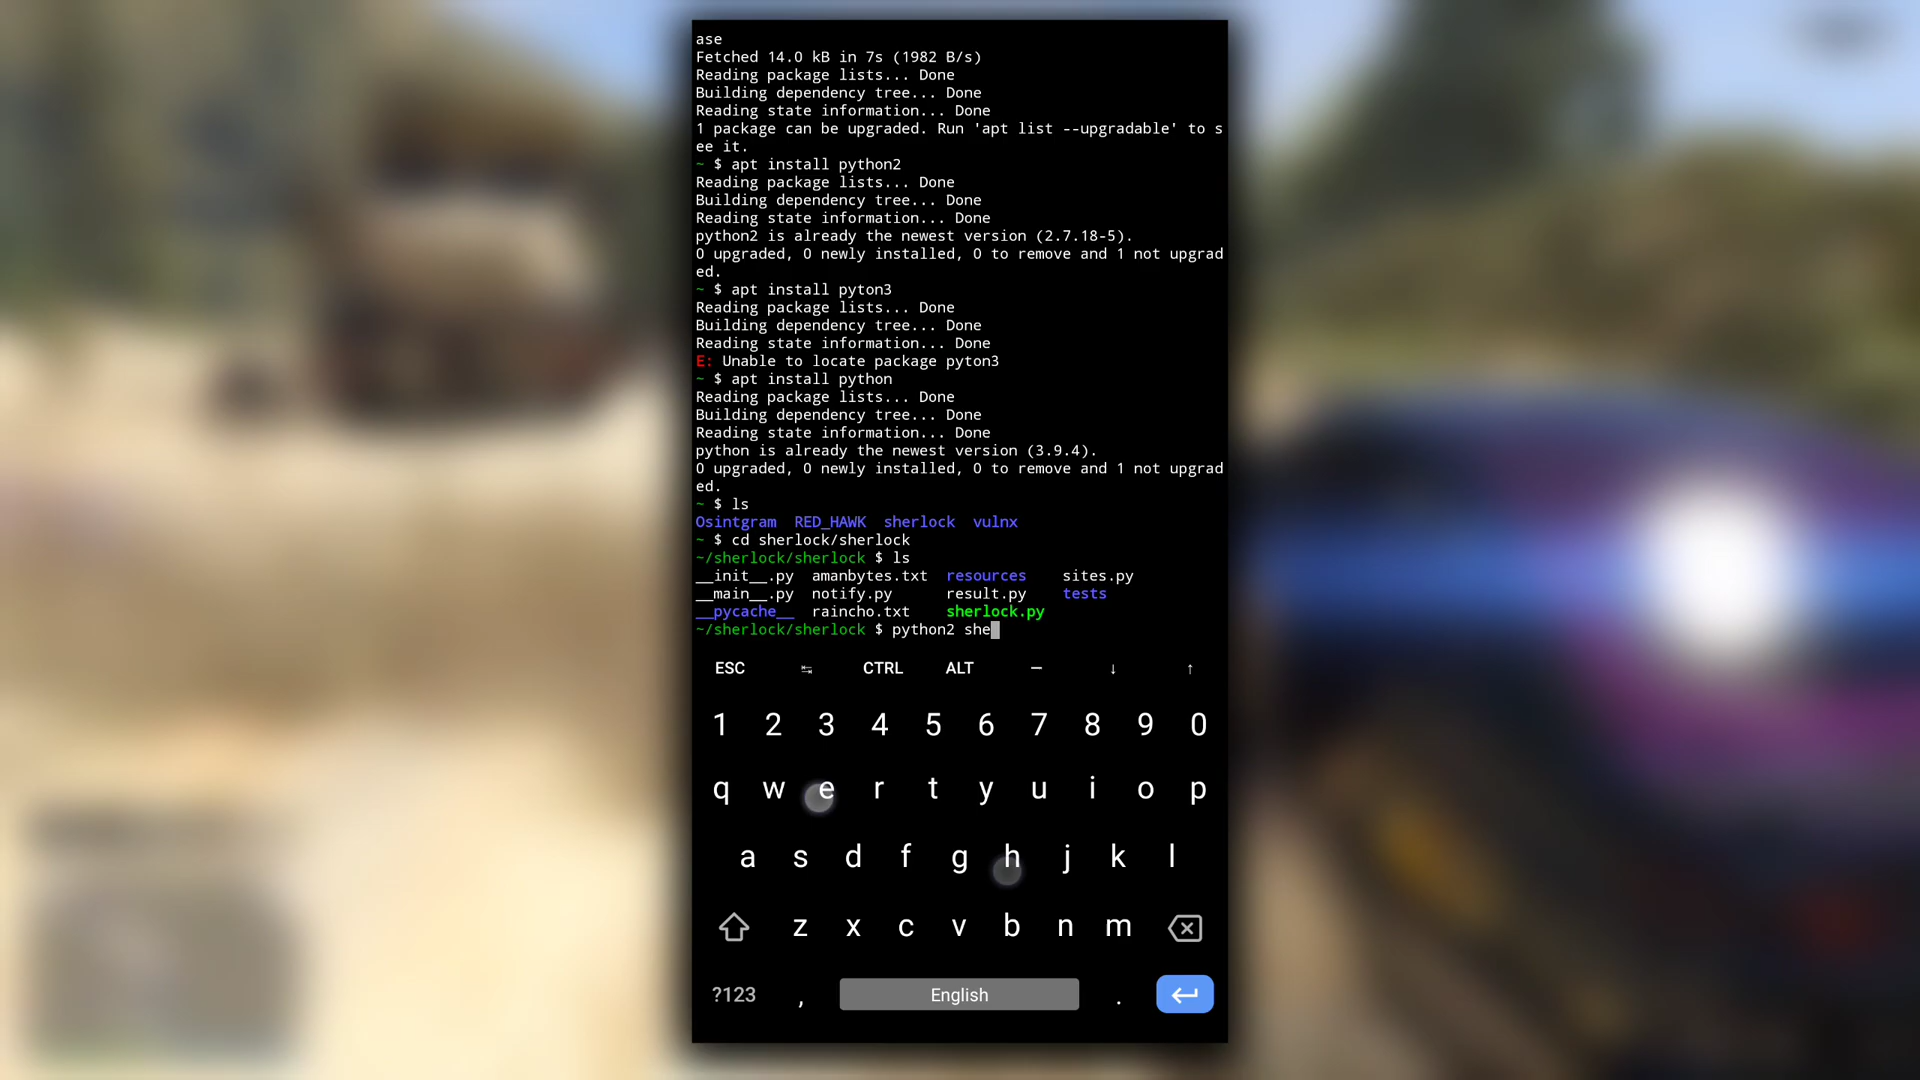 ase
Fetched 14.0 kB in 7s (1982 B/s)
Reading package lists... Done
Building dependency tree... Done
Reading state information... Done
1 package can be upgraded. Run 'apt list --upgradable' to s
ee it.
~ $ apt install python2
Reading package lists... Done
Building dependency tree... Done
Reading state information... Done
python2 is already the newest version (2.7.18-5).
0 upgraded, 0 newly installed, 0 to remove and 1 not upgrad
ed.
~ $ apt install pyton3
Reading package lists... Done
Building dependency tree... Done
Reading state information... Done
E: Unable to locate package pyton3
~ $ apt install python
Reading package lists... Done
Building dependency tree... Done
Reading state information... Done
python is already the newest version (3.9.4).
0 upgraded, 0 newly installed, 0 to remove and 1 not upgrad
ed.
~ $ ls
Osintgram RED_HAWK sherlock vulnx
~ $ cd sherlock/sherlock
~/sherlock/sherlock $ ls
__init__.py amanbytes.txt resources sites.py
__main__.py notify.py result.py tests
__pycache__ raincho.txt sherlock.py
~/sherlock/sherlock $ python2 she
ESC ↹ CTRL ALT — ↓ ↑
1 2 3 4 5 6 7 8 9 0
q w e r t y u i o p
a s d f g h j k l
z x c v b n m
?123 , English .